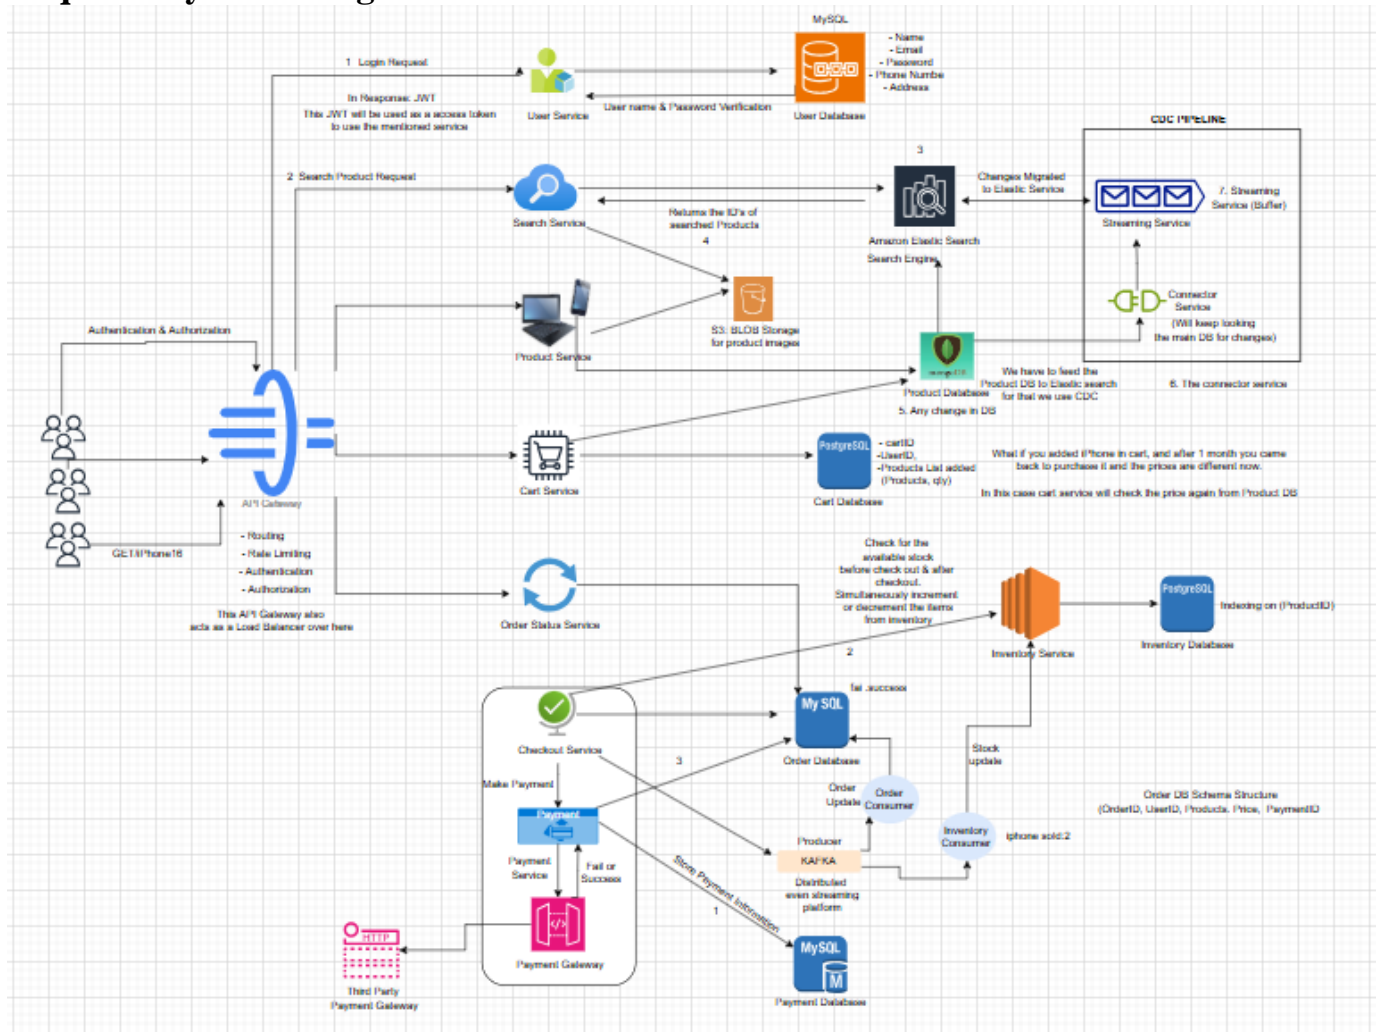 MySQL
- Name
- Email
- Password
- Phone Numbe
- Address
User Database
1 Login Request
In Response: JWT
This JWT will be used as a access token
to use the mentioned service
User Service
User name & Password Verification
CDC PIPELINE
2 Search Product Request
Search Service
Returns the ID's of
searched Products
4
3
Amazon Elastic Search
Search Engine
Changes Migrated
to Elastic Service
Streaming Service
7. Streaming
Service (Buffer)
Connector
Service
(Will keep looking
the main DB for changes)
6. The connector service
S3: BLOB Storage
for product images
Product Service
Product Database
5. Any change in DB
We have to feed the
Product DB to Elastic search
for that we use CDC
Authentication & Authorization
API Gateway
GET/iPhone16
- Routing
- Rate Limiting
- Authentication
- Authorization
This API Gateway also
acts as a Load Balancer over here
Cart Service
PostgreSQL
Cart Database
- cartID
-UserID,
-Products List added
(Products, qty)
What if you added iPhone in cart, and after 1 month you came
back to purchase it and the prices are different now.
In this case cart service will check the price again from Product DB
Order Status Service
Check for the
available stock
before check out & after
checkout.
Simultaneously increment
or decrement the items
from inventory
2
Inventory Service
PostgreSQL
Inventory Database
Indexing on (ProductID)
Checkout Service
My SQL
Order Database
Make Payment
3
Payment
Payment
Service
Fail or
Success
Payment Gateway
HTTP
Third Party
Payment Gateway
Store Payment Information
1
MySQL
M
Payment Database
Order
Update
Order
Consumer
Producer
KAFKA
Distributed
even streaming
platform
Stock
update
Inventory
Consumer
iphone sold:2
Order DB Schema Structure
(OrderID, UserID, Products. Price, PaymentID